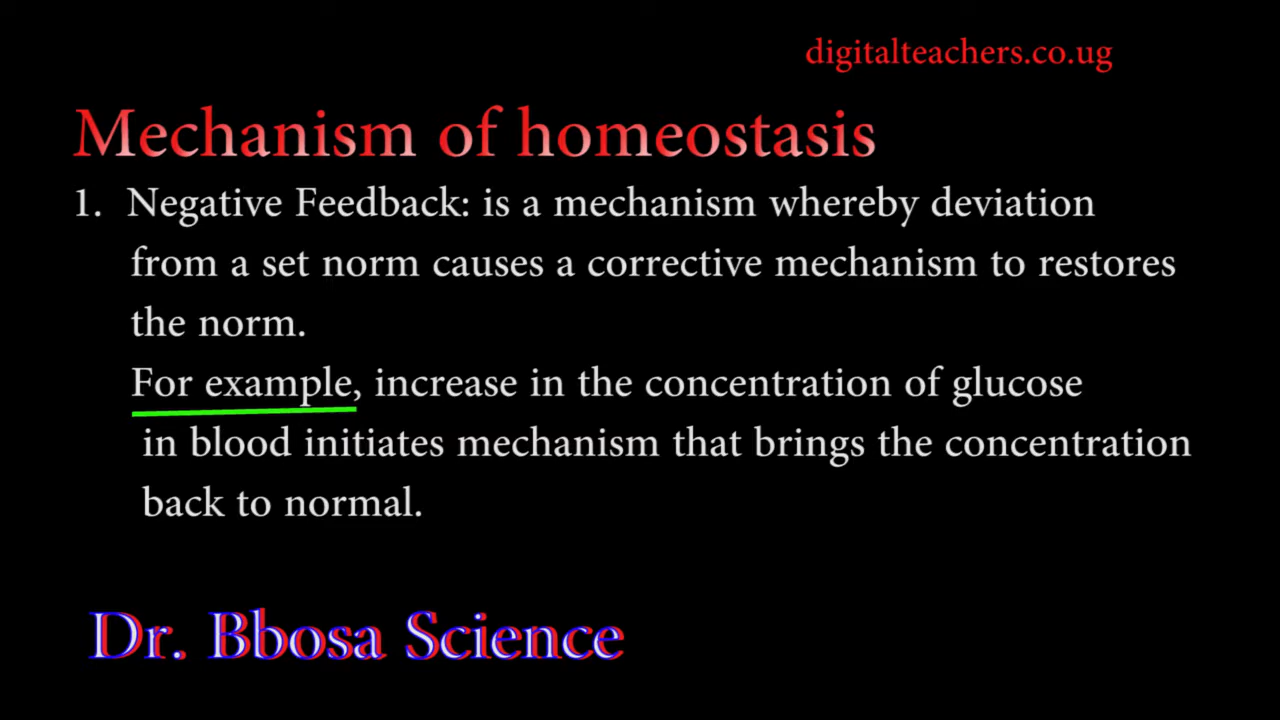 digitalteachers.co.ug
Mechanism of homeostasis
1. Negative Feedback: is a mechanism whereby deviation
from a set norm causes a corrective mechanism to restores
the norm.
For example, increase in the concentration of glucose
in blood initiates mechanism that brings the concentration
back to normal.
Dr. Bbosa Science